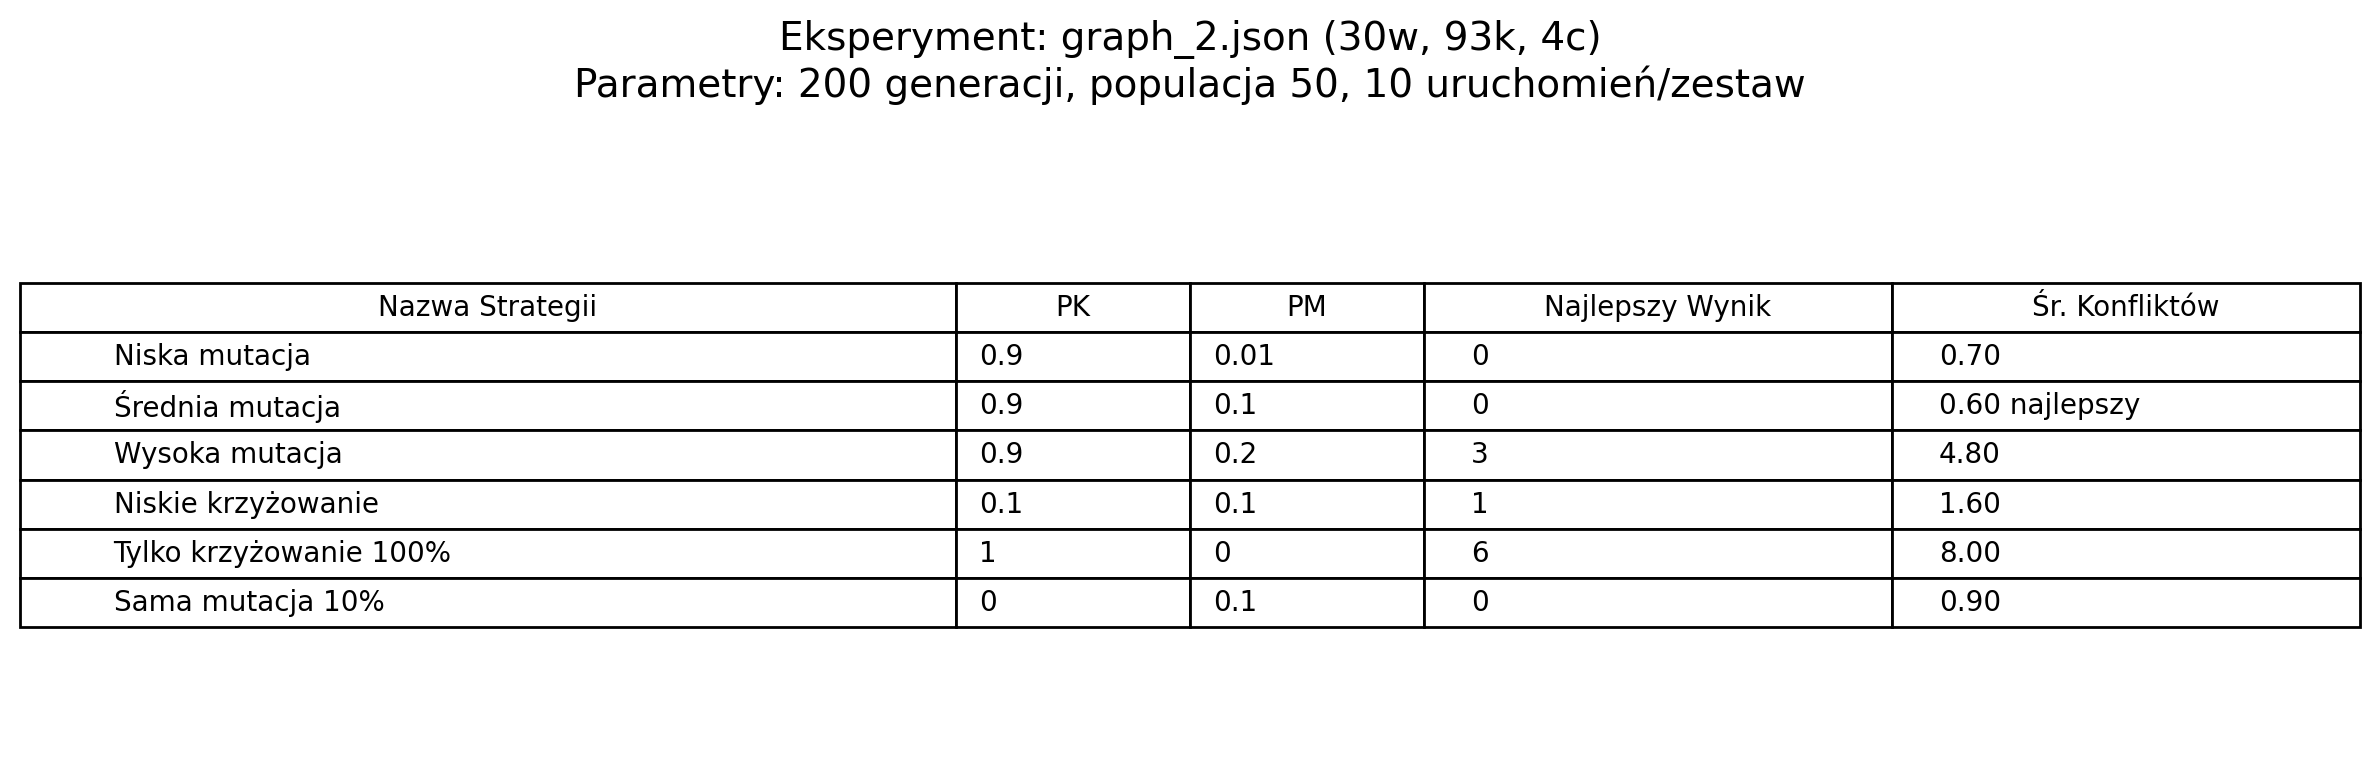 Eksperyment: graph_2.json (30w, 93k, 4c)
Parametry: 200 generacji, populacja 50, 10 uruchomień/zestaw
Nazwa Strategii PK PM Najlepszy Wynik Śr. Konfliktów
Niska mutacja 0.9 0.01 0 0.70
Średnia mutacja 0.9 0.1 0 0.60 najlepszy
Wysoka mutacja 0.9 0.2 3 4.80
Niskie krzyżowanie 0.1 0.1 1 1.60
Tylko krzyżowanie 100% 1 0 6 8.00
Sama mutacja 10% 0 0.1 0 0.90